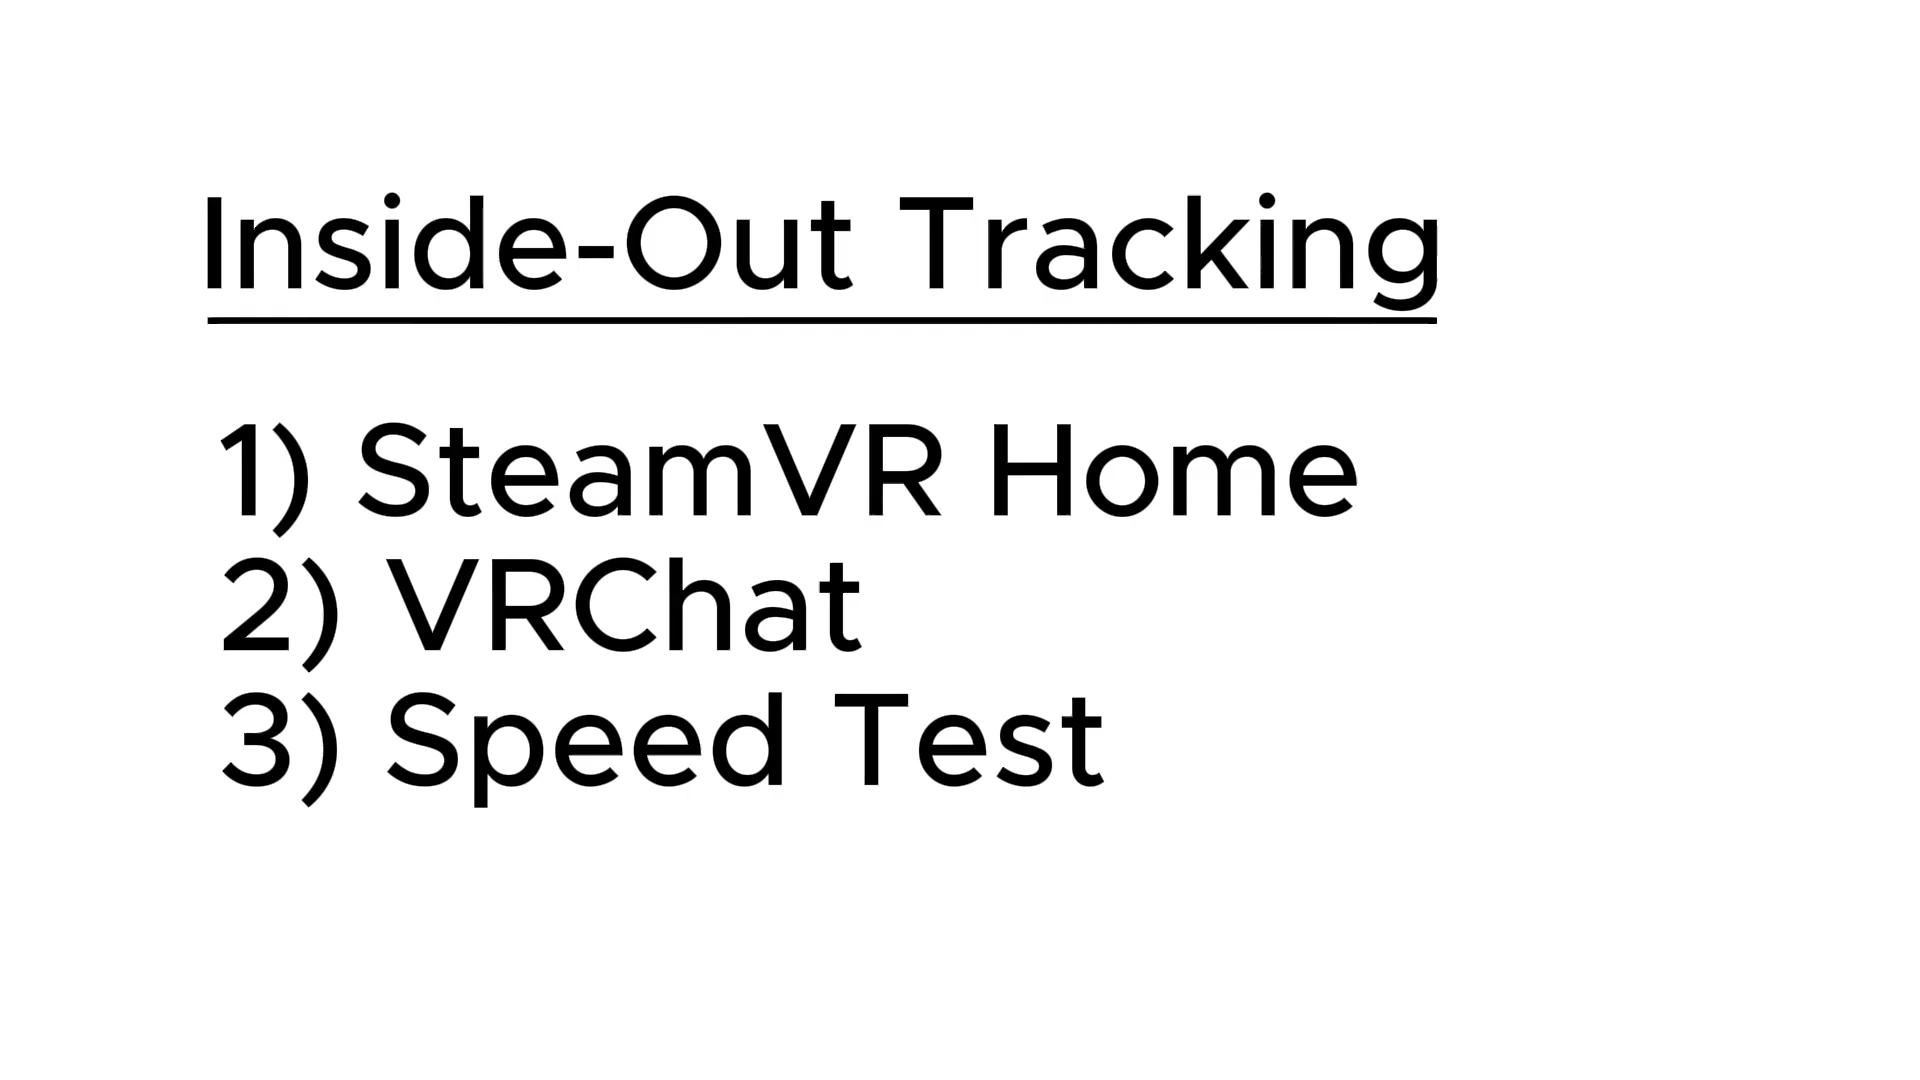 Inside-Out Tracking
1) SteamVR Home
2) VRChat
3) Speed Test